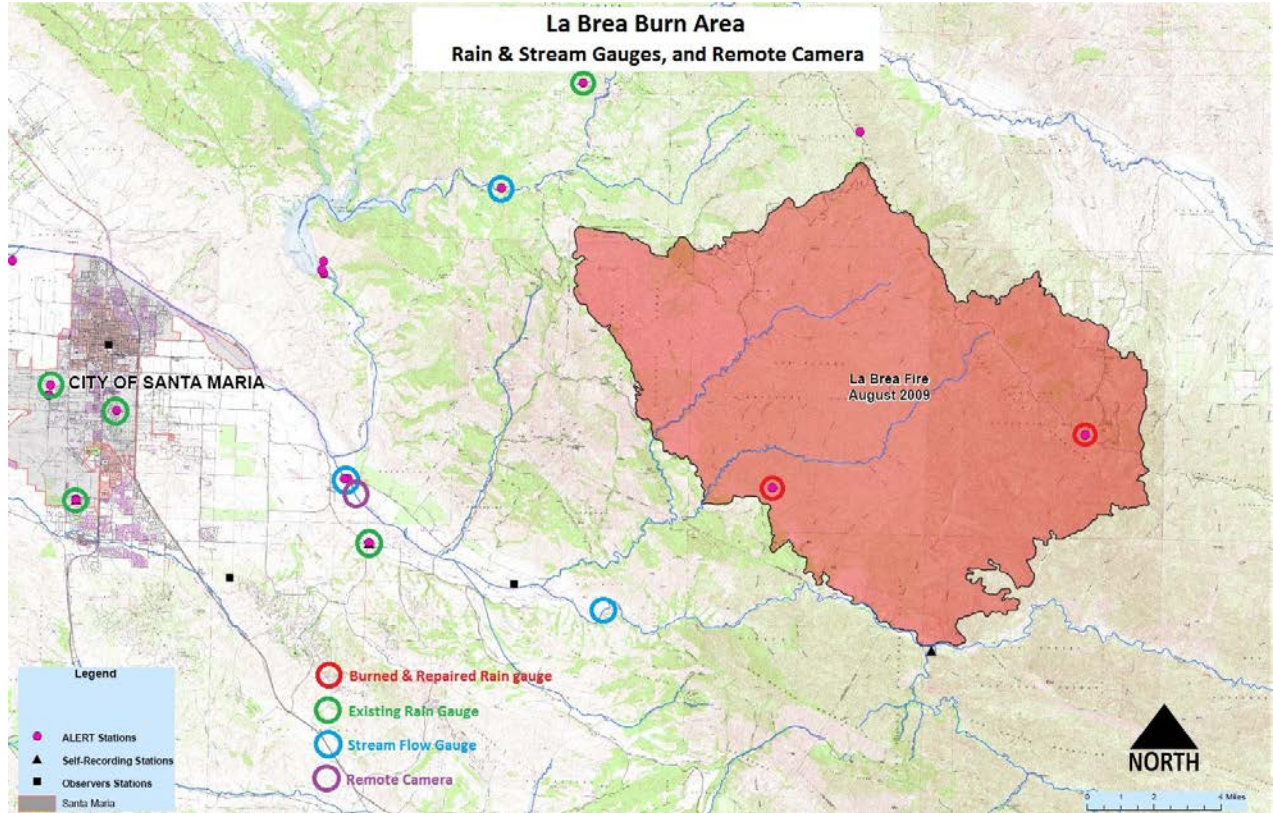 La Brea Burn Area
Rain & Stream Gauges, and Remote Camera
CITY OF SANTA MARIA
La Brea Fire
August 2009
Legend
ALERT Stations
Self-Recording Stations
Observers Stations
Santa Maria
Burned & Repaired Rain gauge
Existing Rain Gauge
Stream Flow Gauge
Remote Camera
NORTH
0 1 2 4 Miles